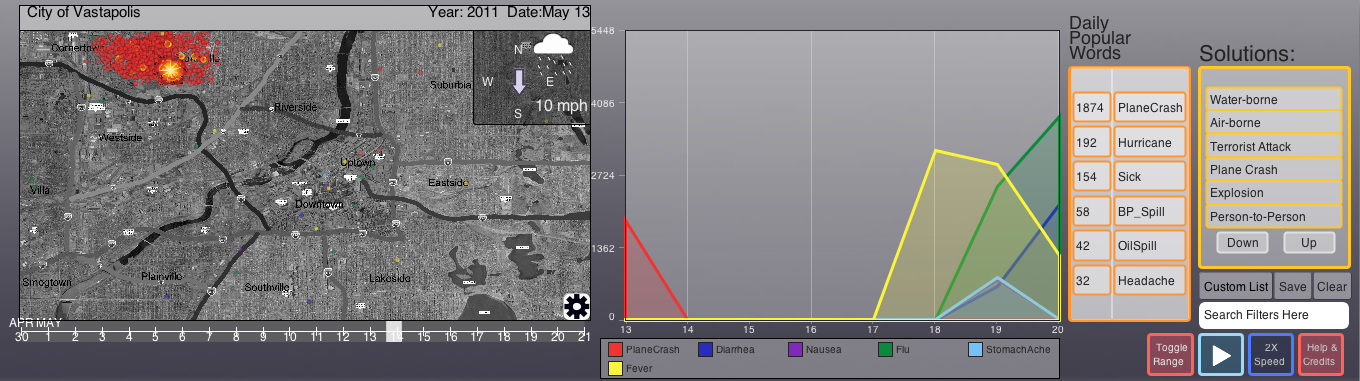 City of Vastapolis
Year: 2011 Date:May 13
Cornertown
N
W
E
S
10 mph
Suburbia
Riverside
Westside
Uptown
Villa
Eastside
Downtown
Smogtown
Plainville
Southville
Lakeside
APR MAY
30 1 2 3 4 5 6 7 8 9 10 11 12 13 14 15 16 17 18 19 20 21
5448
4086
2724
1362
0
13 14 15 16 17 18 19 20
PlaneCrash
Diarrhea
Nausea
Flu
StomachAche
Fever
Daily
Popular
Words
1874 PlaneCrash
192 Hurricane
154 Sick
58 BP_Spill
42 OilSpill
32 Headache
Solutions:
Water-borne
Air-borne
Terrorist Attack
Plane Crash
Explosion
Person-to-Person
Down
Up
Custom List
Save
Clear
Search Filters Here
Toggle
Range
2X
Speed
Help &
Credits